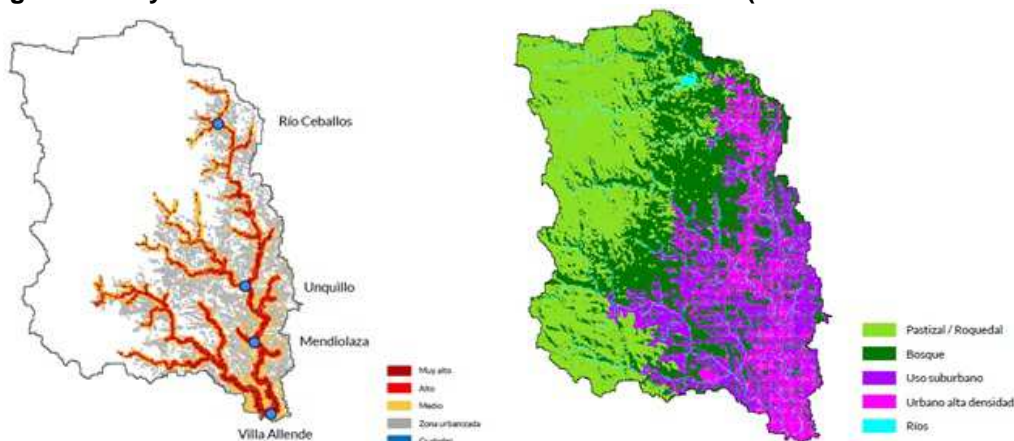 Río Ceballos
Unquillo
Mendiolaza
Villa Allende
Muy alto
Alto
Medio
Zona urbanizada
Pastizal / Roquedal
Bosque
Uso suburbano
Urbano alta densidad
Ríos